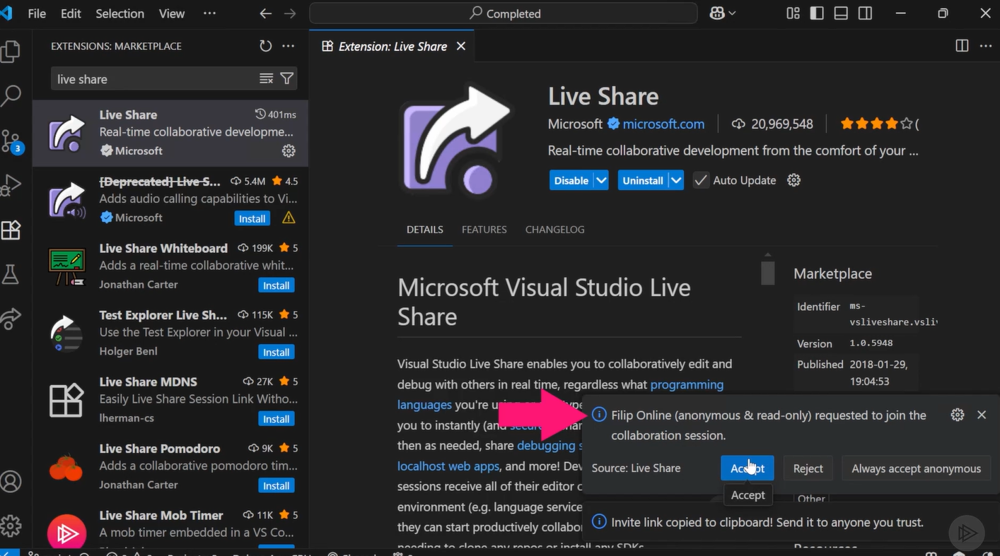 File Edit Selection View ··· Completed
EXTENSIONS: MARKETPLACE
live share
Live Share 401ms
Real-time collaborative developme...
Microsoft
[Deprecated] Live S... 5.4M 4.5
Adds audio calling capabilities to Vi...
Microsoft Install
Live Share Whiteboard 199K 5
Adds a real-time collaborative whit...
Jonathan Carter Install
Test Explorer Live Sh... 115K 5
Use the Test Explorer in your Visual ...
Holger Benl Install
Live Share MDNS 27K 5
Easily Live Share Session Link Witho...
lherman-cs Install
Live Share Pomodoro 9K 5
Adds a collaborative pomodoro tim...
Jonathan Carter Install
Live Share Mob Timer 11K 5
A mob timer embedded in a VS Co...
3
Extension: Live Share
Live Share
Microsoft microsoft.com 20,969,548 (
Real-time collaborative development from the comfort of your ...
Disable Uninstall Auto Update
DETAILS FEATURES CHANGELOG
Microsoft Visual Studio Live
Share
Visual Studio Live Share enables you to collaboratively edit and
debug with others in real time, regardless what programming
languages you're
you to instantly (and
then as needed, share debugging
localhost web apps, and more!
sessions receive all of their editor
environment (e.g. language service
they can start productively
needing to clone any repos or install any SDKs
Marketplace
Identifier ms-
vsliveshare.vsliv
Version 1.0.5948
Published 2018-01-29,
19:04:53
Filip Online (anonymous & read-only) requested to join the
collaboration session.
Source: Live Share Accept Reject Always accept anonymous
Accept
Other
Invite link copied to clipboard! Send it to anyone you trust.